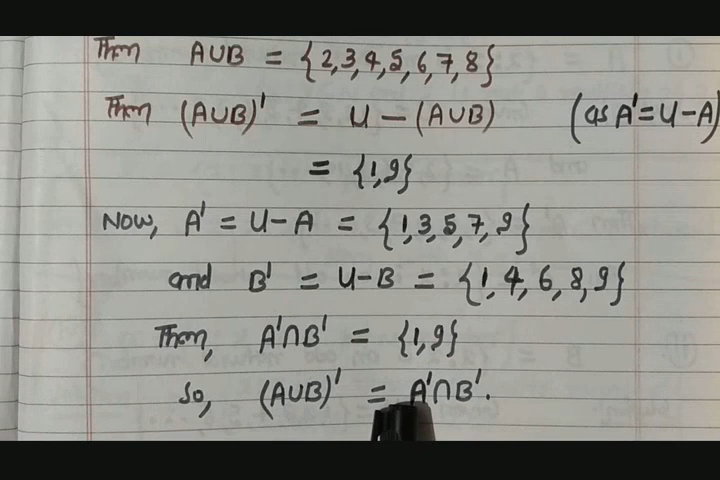 Then A∪B = {2,3,4,5,6,7,8}
Then (A∪B)' = U - (A∪B) (as A'=U-A)
= {1,9}
Now, A' = U-A = {1,3,5,7,9}
and B' = U-B = {1,4,6,8,9}
Then, A'∩B' = {1,9}
So, (A∪B)' = A'∩B'.